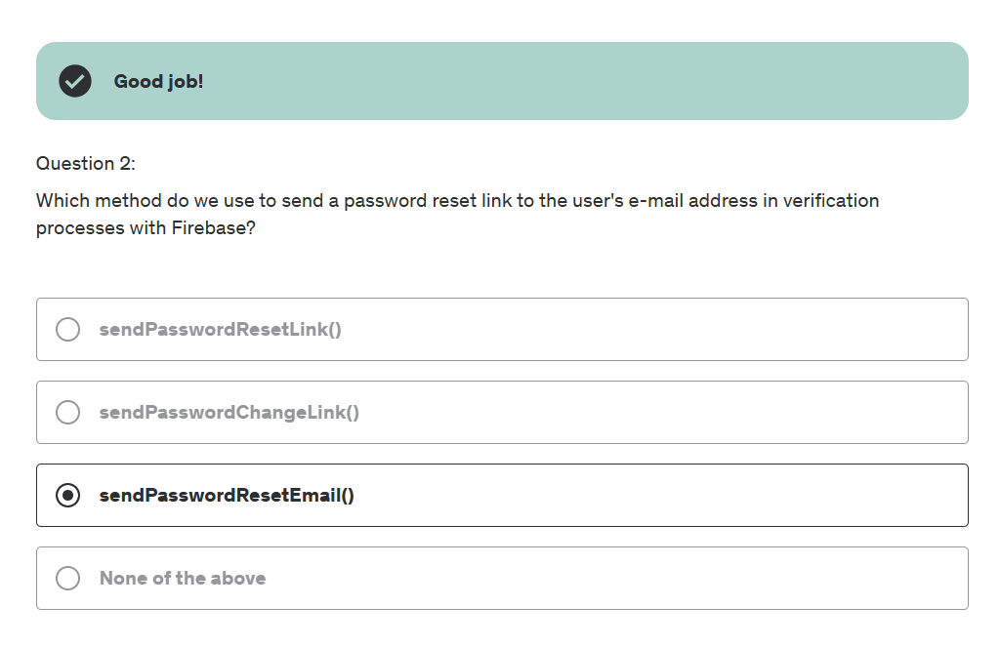 Good job!
Question 2:
Which method do we use to send a password reset link to the user's e-mail address in verification
processes with Firebase?
sendPasswordResetLink()
sendPasswordChangeLink()
sendPasswordResetEmail()
None of the above